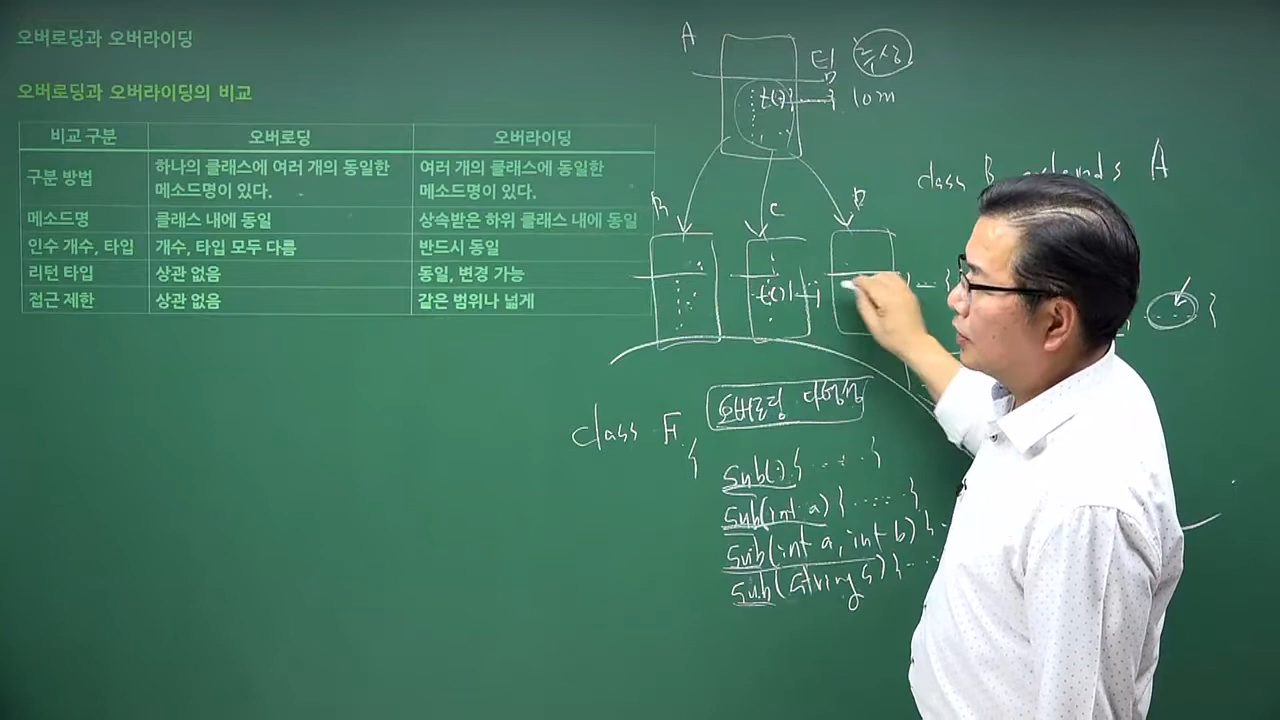 오버로딩과 오버라이딩
오버로딩과 오버라이딩의 비교
비교 구분 오버로딩 오버라이딩
구분 방법 하나의 클래스에 여러 개의 동일한 메소드명이 있다. 여러 개의 클래스에 동일한 메소드명이 있다.
메소드명 클래스 내에 동일 상속받은 하위 클래스 내에 동일
인수 개수, 타입 개수, 타입 모두 다름 반드시 동일
리턴 타입 상관 없음 동일, 변경 가능
접근 제한 상관 없음 같은 범위나 넓게
A
추상
t() { } 10m
class B extends A
B C D
t() { }
class F {
오버로딩 다형성
sub() { }
sub(int a) { }
sub(int a, int b) {
sub(String s) {